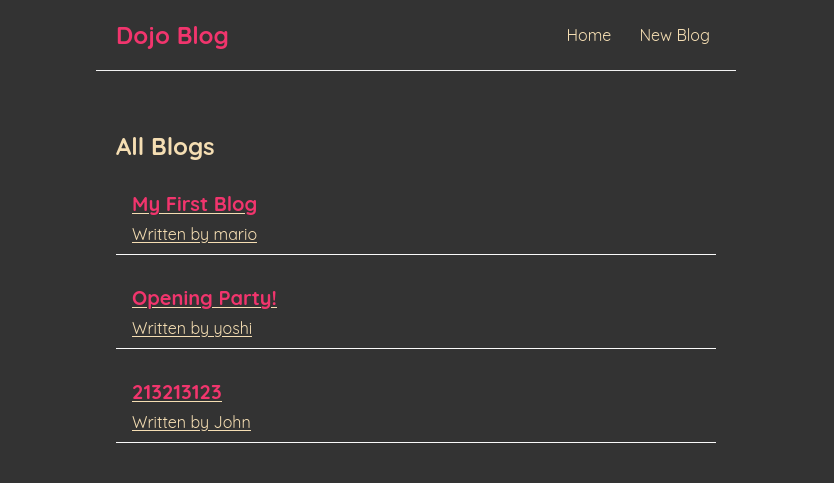 Dojo Blog
Home New Blog
All Blogs
My First Blog
Written by mario
Opening Party!
Written by yoshi
213213123
Written by John